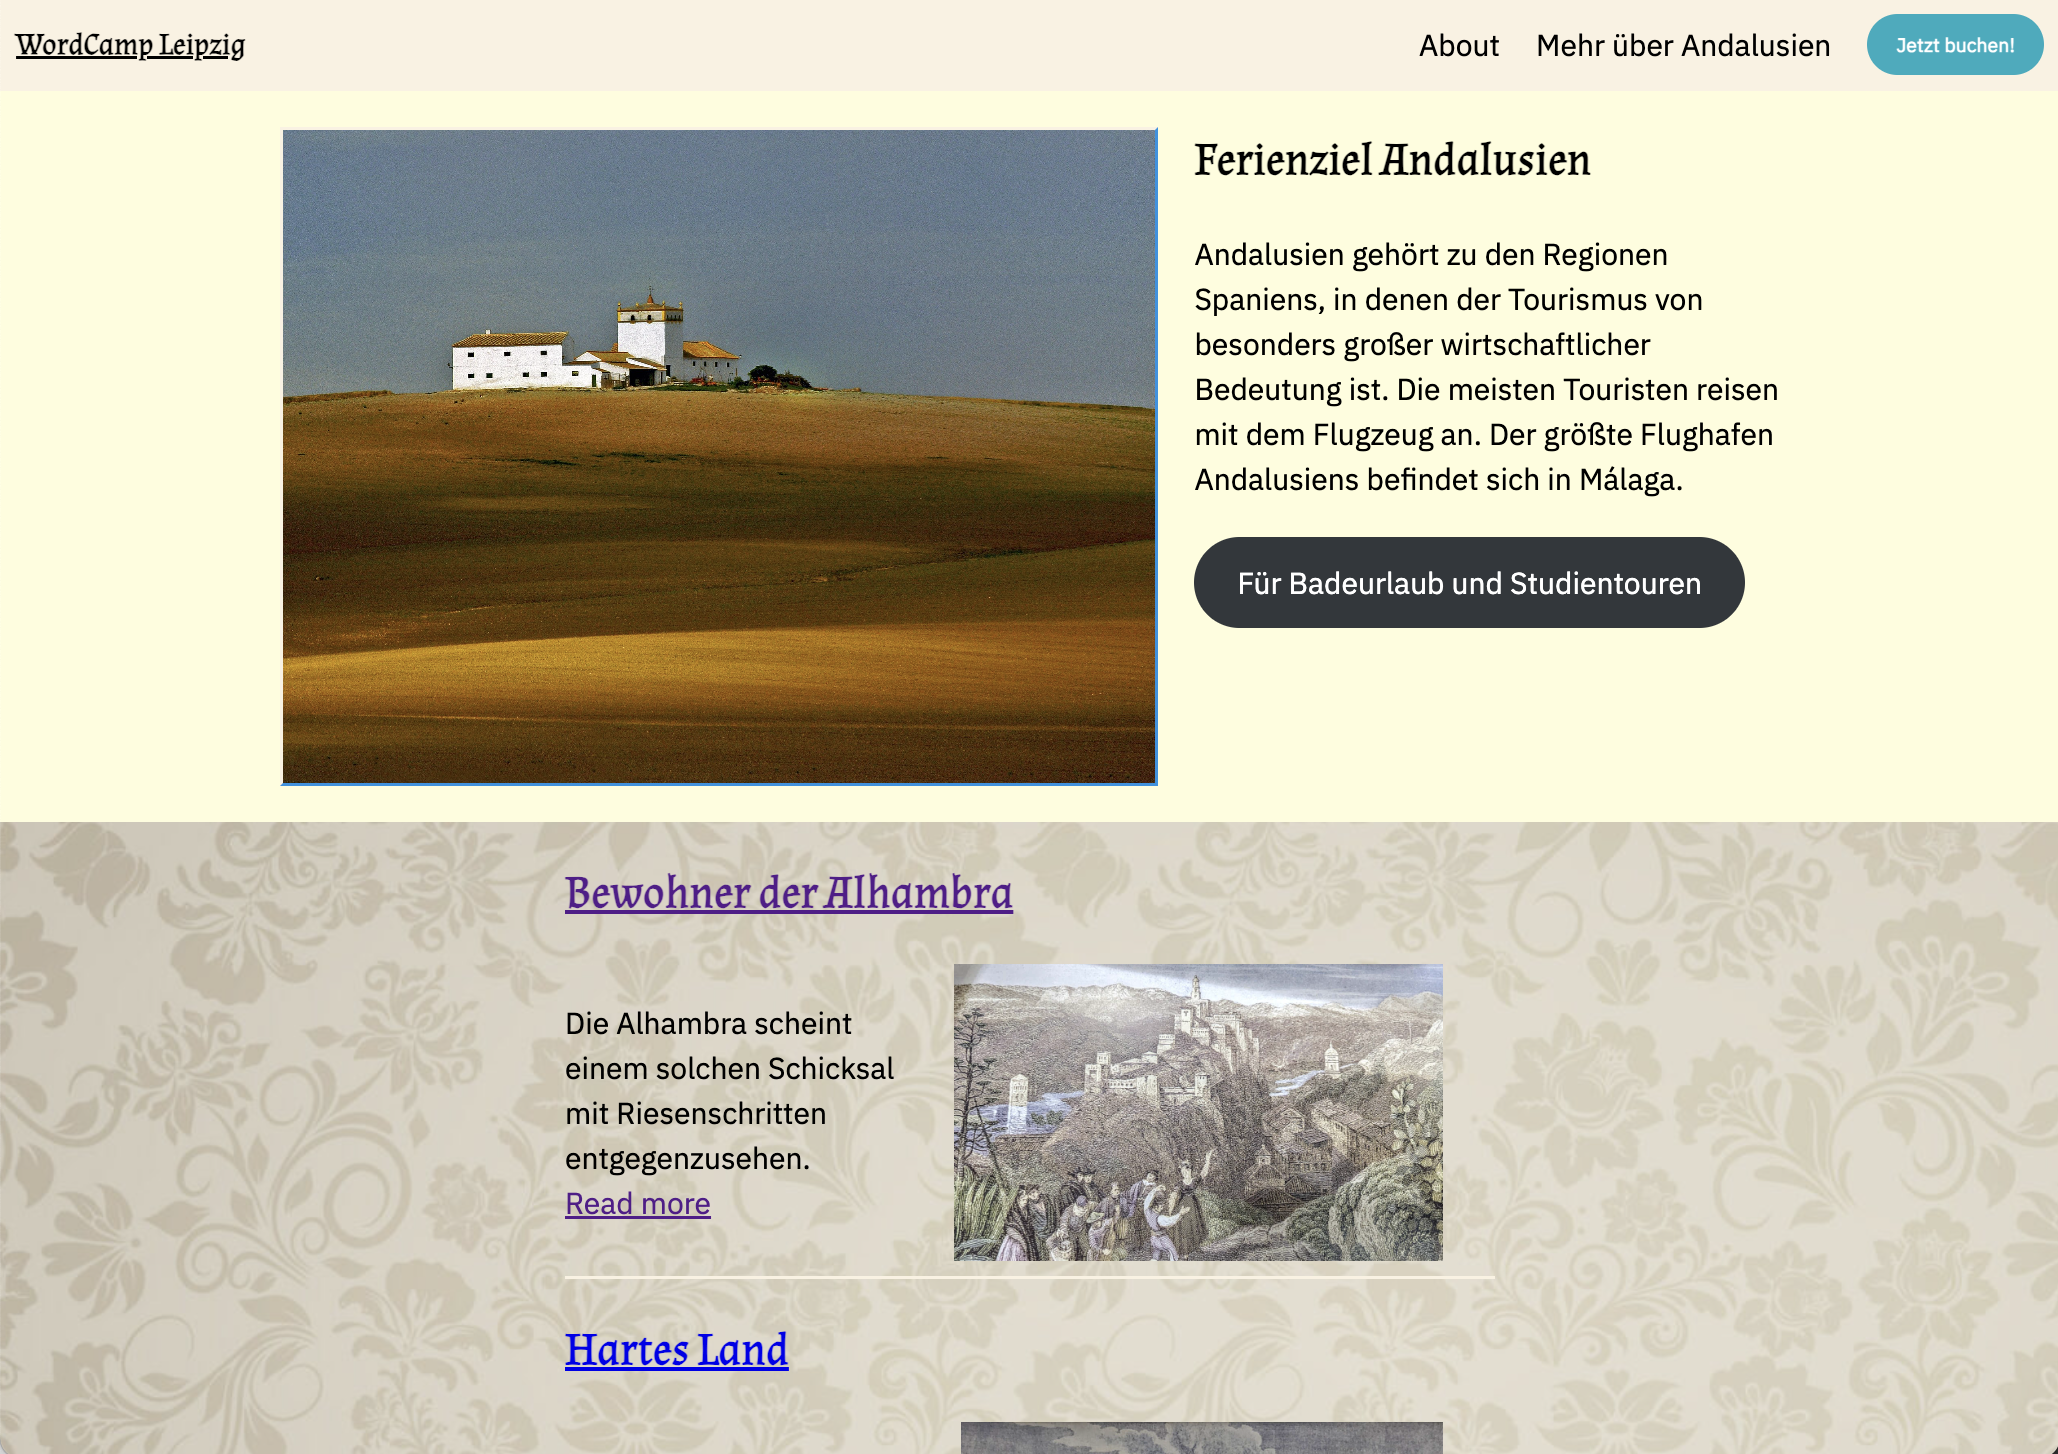 WordCamp Leipzig
About
Mehr über Andalusien
Jetzt buchen!
Ferienziel Andalusien
Andalusien gehört zu den Regionen
Spaniens, in denen der Tourismus von
besonders großer wirtschaftlicher
Bedeutung ist. Die meisten Touristen reisen
mit dem Flugzeug an. Der größte Flughafen
Andalusiens befindet sich in Málaga.
Für Badeurlaub und Studientouren
Bewohner der Alhambra
Die Alhambra scheint
einem solchen Schicksal
mit Riesenschritten
entgegenzusehen.
Read more
Hartes Land